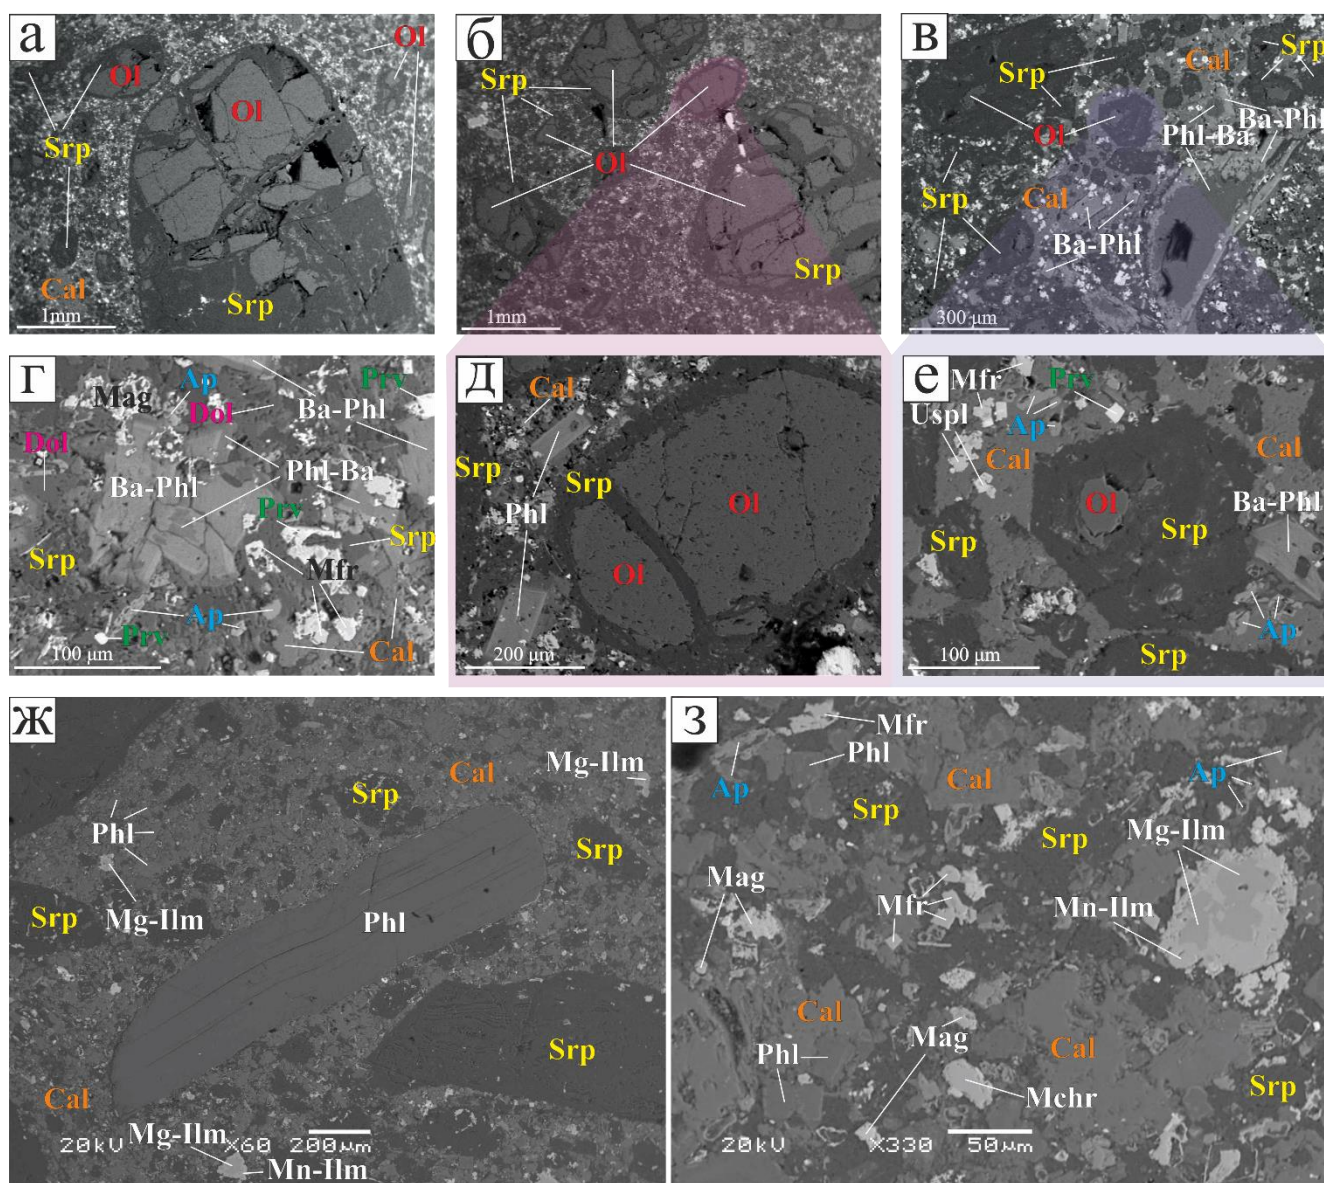 а
Ol
Ol
Ol
Srp
Cal
Srp
1mm
б
Srp
Ol
Srp
1mm
в
Cal
Srp
Srp
Ba-Phl
Phl-Ba
Ol
Cal
Srp
Ba-Phl
300 µm
г
Ap
Prv
Mag
Dol
Ba-Phl
Dol
Phl-Ba
Ba-Phl
Prv
Srp
Srp
Mfr
Ap
Prv
Cal
100 µm
д
Cal
Srp
Srp
Phl
Ol
Ol
200 µm
е
Mfr
Prv
Uspl
Ap
Cal
Cal
Ol
Ba-Phl
Srp
Srp
Ap
Srp
100 µm
ж
Mg-Ilm
Cal
Srp
Phl
Srp
Mg-Ilm
Srp
Phl
Srp
Cal
Mg-Ilm
20kV X60 200µm
Mn-Ilm
з
Mfr
Phl
Cal
Ap
Ap
Srp
Srp
Mg-Ilm
Mag
Mfr
Mn-Ilm
Cal
Mag
Cal
Phl
Srp
Mchr
20kV X330 50µm